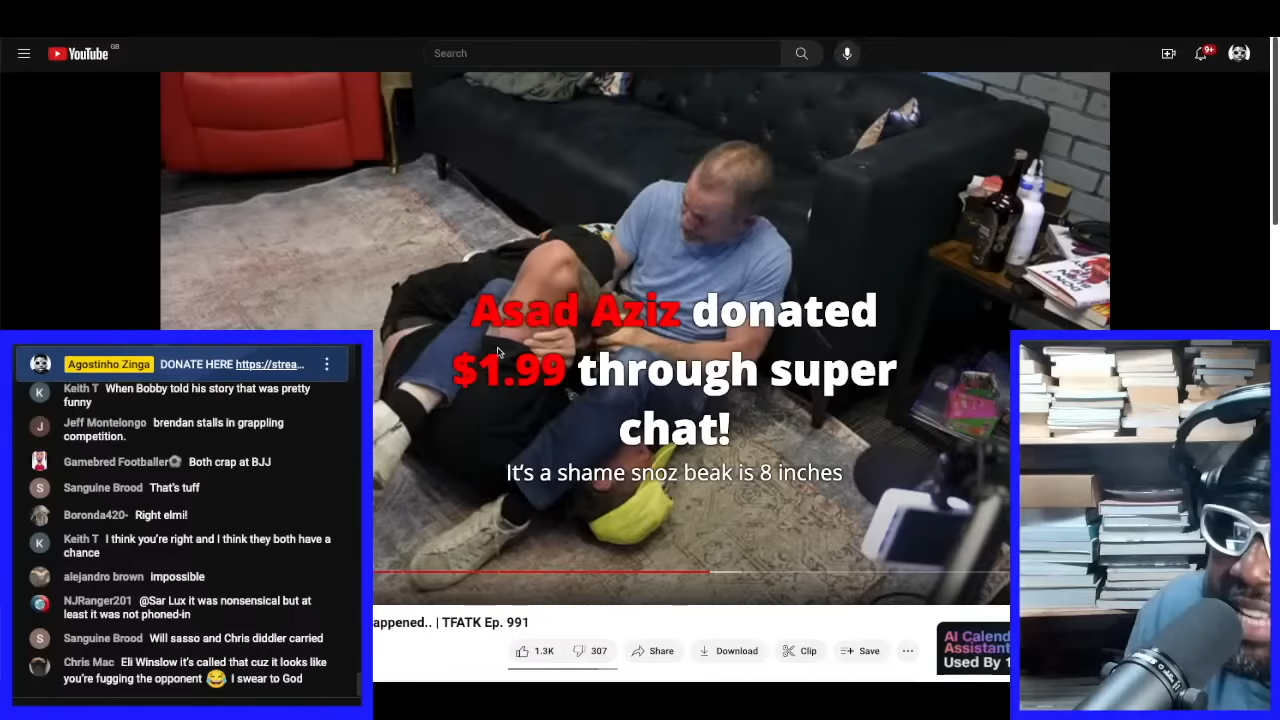 YouTube GB
Search
9+
Asad Aziz donated
$1.99 through super
chat!
It's a shame snoz beak is 8 inches
Agostinho Zinga DONATE HERE https://strea...
Keith T When Bobby told his story that was pretty
funny
Jeff Montelongo brendan stalls in grappling
competition.
Gamebred Footballer⚽ Both crap at BJJ
Sanguine Brood That's tuff
Boronda420- Right elmi!
Keith T I think you're right and I think they both have a
chance
alejandro brown impossible
NJRanger201 @Sar Lux it was nonsensical but at
least it was not phoned-in
Sanguine Brood Will sasso and Chris diddler carried
Chris Mac Eli Winslow it's called that cuz it looks like
you're fugging the opponent 😂 I swear to God
appened.. | TFATK Ep. 991
1.3K 307 Share Download Clip Save ...
AI Calend
Assistan
Used By 1